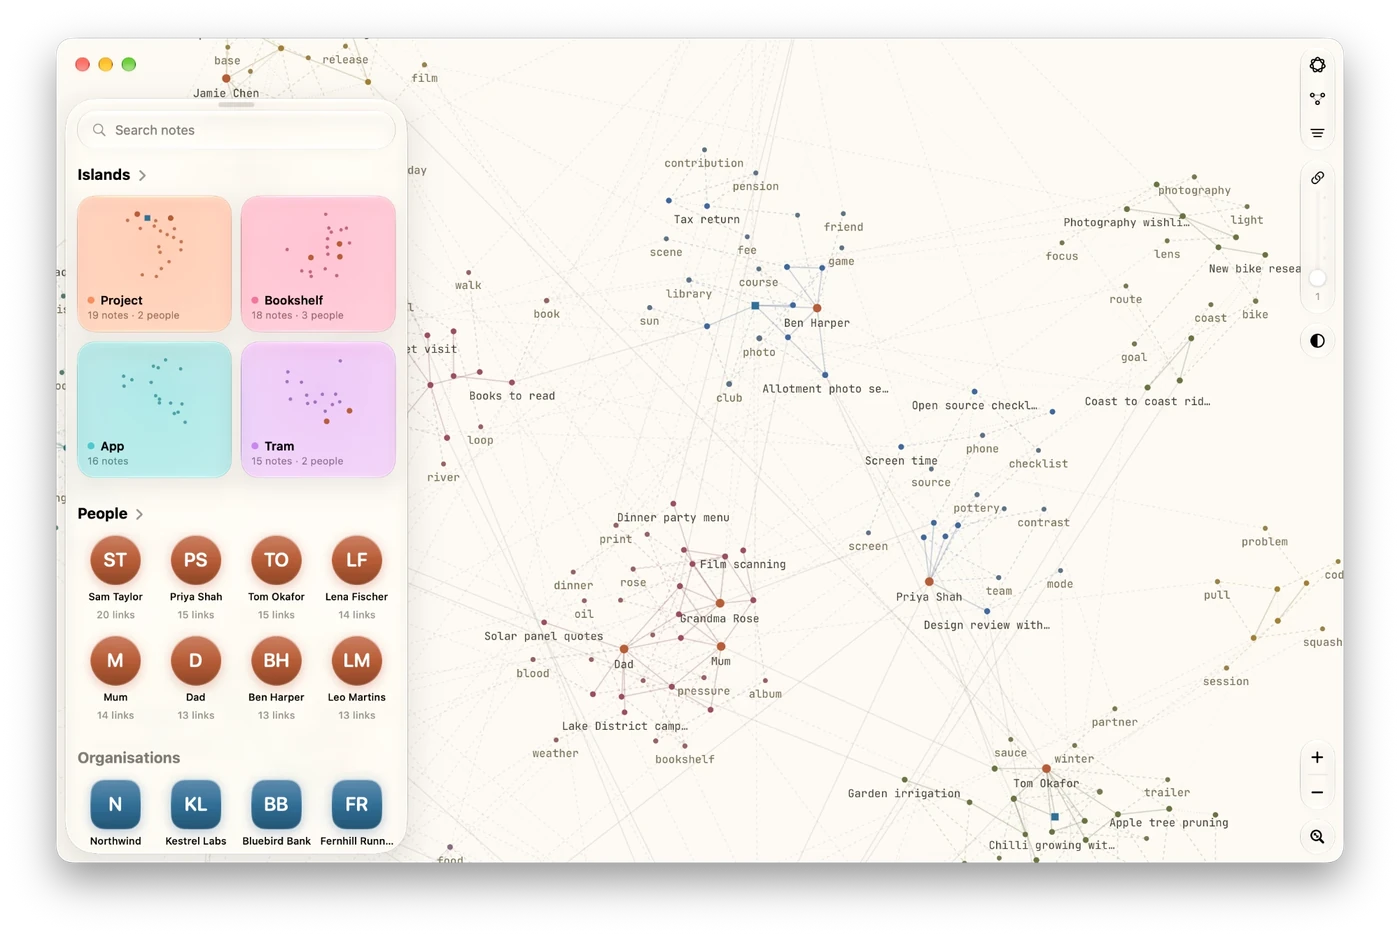 base
release
film
Jamie Chen
Search notes
Islands
Project
19 notes · 2 people
Bookshelf
18 notes · 3 people
App
16 notes
Tram
15 notes · 2 people
People
ST
PS
TO
LF
Sam Taylor
Priya Shah
Tom Okafor
Lena Fischer
20 links
15 links
15 links
14 links
M
D
BH
LM
Mum
Dad
Ben Harper
Leo Martins
14 links
13 links
13 links
13 links
Organisations
N
KL
BB
FR
Northwind
Kestrel Labs
Bluebird Bank
Fernhill Runn...
contribution
pension
Tax return
friend
scene
fee
game
course
library
sun
Ben Harper
photo
club
Allotment photo se…
walk
book
et visit
Books to read
loop
river
photography
Photography wishli…
light
focus
lens
New bike resea
route
coast
bike
goal
Coast to coast rid…
Open source checkl…
phone
Screen time
checklist
source
pottery
contrast
screen
team
mode
Priya Shah
Design review with…
Dinner party menu
print
Film scanning
dinner
rose
oil
Grandma Rose
Solar panel quotes
Dad
Mum
blood
pressure
album
Lake District camp…
weather
bookshelf
problem
cod
pull
squash
session
partner
sauce
winter
Tom Okafor
Garden irrigation
trailer
Apple tree pruning
Chilli growing wit…
food
1